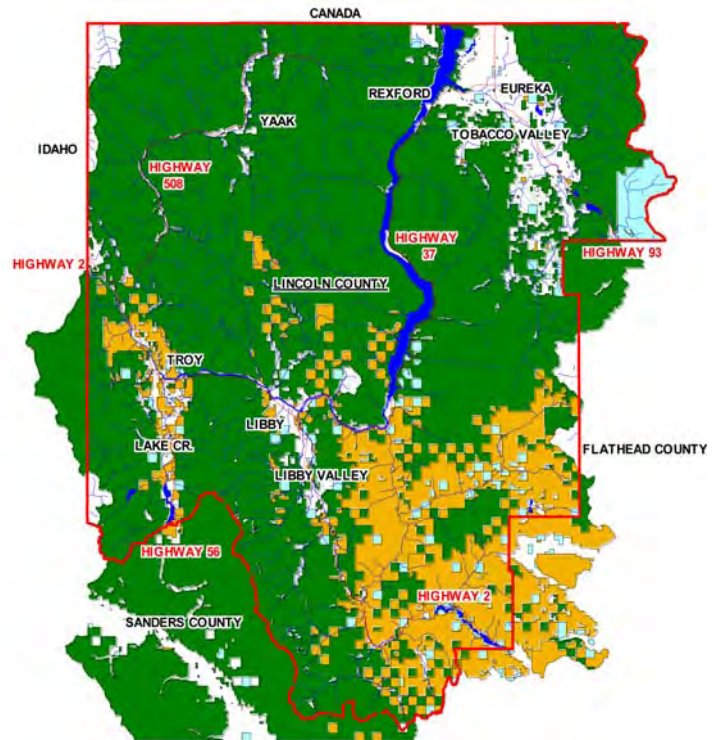 CANADA
REXFORD
EUREKA
YAAK
TOBACCO VALLEY
IDAHO
HIGHWAY
508
HIGHWAY
37
HIGHWAY 93
HIGHWAY 2
LINCOLN COUNTY
TROY
LIBBY
LAKE CR.
FLATHEAD COUNTY
LIBBY VALLEY
HIGHWAY 56
HIGHWAY 2
SANDERS COUNTY